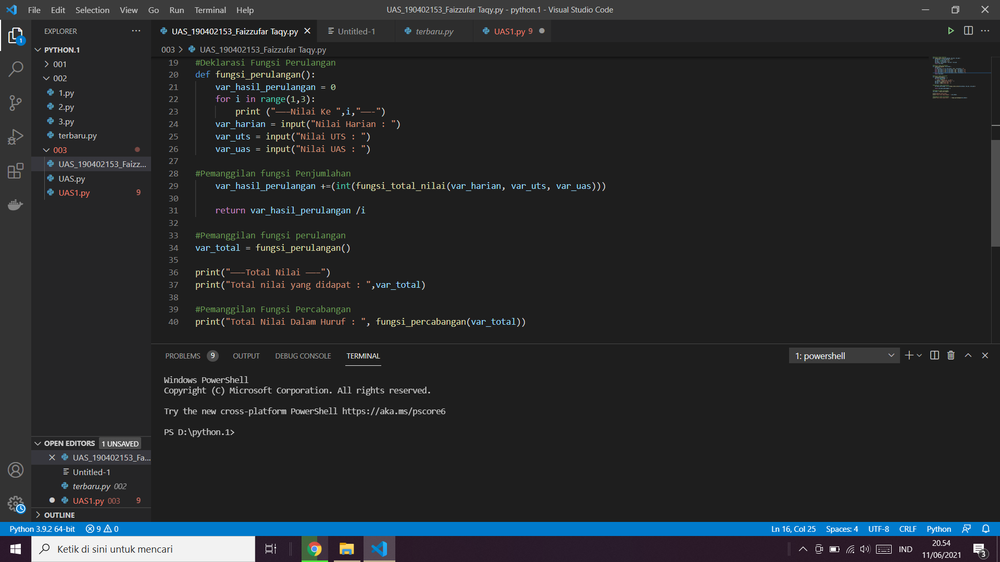 File Edit Selection View Go Run Terminal Help
UAS_190402153_Faizzufar Taqy.py - python.1 - Visual Studio Code
EXPLORER
UAS_190402153_Faizzufar Taqy.py
Untitled-1
terbaru.py
UAS1.py 9
1
PYTHON.1
001
002
1.py
2.py
3.py
terbaru.py
003
UAS_190402153_Faizz...
UAS.py
UAS1.py 9
003 > UAS_190402153_Faizzufar Taqy.py
19 #Deklarasi Fungsi Perulangan
20 def fungsi_perulangan():
21 var_hasil_perulangan = 0
22 for i in range(1,3):
23 print ("———Nilai Ke ",i,"——-")
24 var_harian = input("Nilai Harian : ")
25 var_uts = input("Nilai UTS : ")
26 var_uas = input("Nilai UAS : ")
27
28 #Pemanggilan fungsi Penjumlahan
29 var_hasil_perulangan +=(int(fungsi_total_nilai(var_harian, var_uts, var_uas)))
30
31 return var_hasil_perulangan /i
32
33 #Pemanggilan fungsi perulangan
34 var_total = fungsi_perulangan()
35
36 print("———Total Nilai ——-")
37 print("Total nilai yang didapat : ",var_total)
38
39 #Pemanggilan Fungsi Percabangan
40 print("Total Nilai Dalam Huruf : ", fungsi_percabangan(var_total))
PROBLEMS 9 OUTPUT DEBUG CONSOLE TERMINAL
1: powershell
Windows PowerShell
Copyright (C) Microsoft Corporation. All rights reserved.
Try the new cross-platform PowerShell https://aka.ms/pscore6
PS D:\python.1>
OPEN EDITORS 1 UNSAVED
UAS_190402153_Fa...
Untitled-1
terbaru.py 002
UAS1.py 003 9
OUTLINE
Python 3.9.2 64-bit 9 0
Ln 16, Col 25 Spaces: 4 UTF-8 CRLF Python
Ketik di sini untuk mencari
IND
20.54
11/06/2021
3